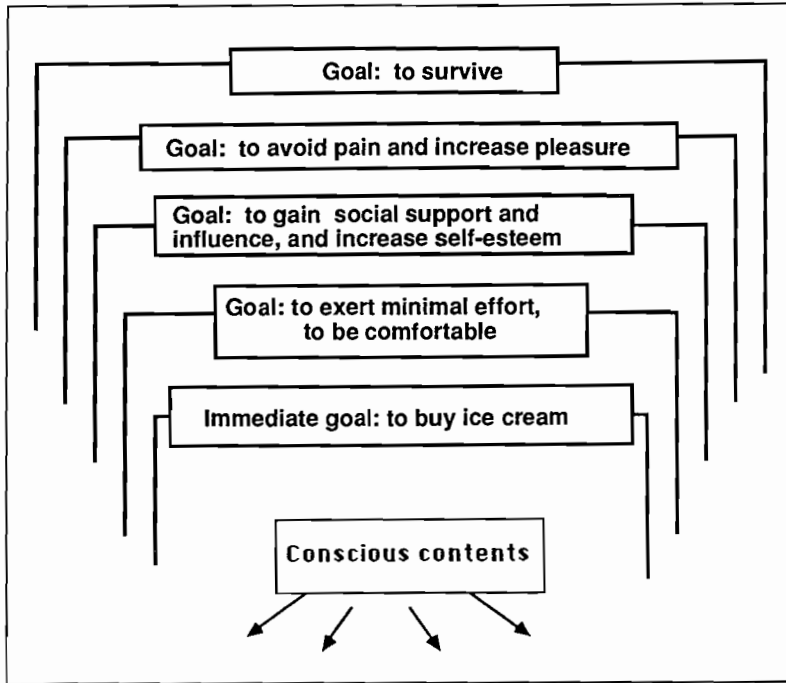 Goal: to survive
Goal: to avoid pain and increase pleasure
Goal: to gain social support and
influence, and increase self-esteem
Goal: to exert minimal effort,
to be comfortable
Immediate goal: to buy ice cream
Conscious contents